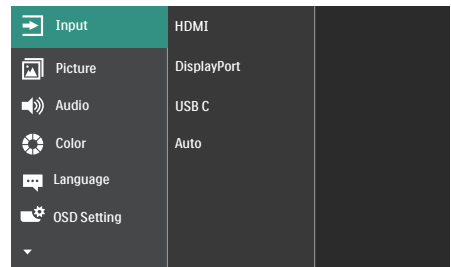 Input
HDMI
Picture
DisplayPort
Audio
USB C
Color
Auto
Language
OSD Setting